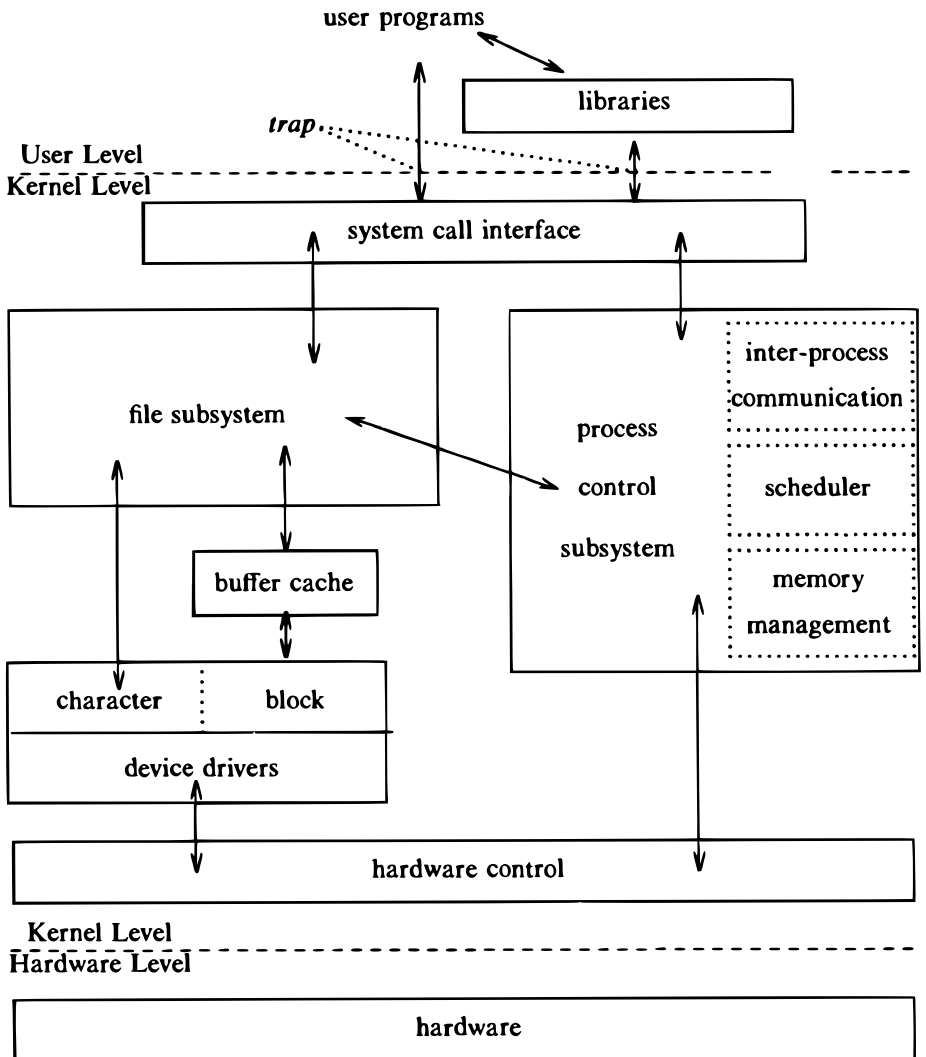 user programs
libraries
trap
User Level
Kernel Level
system call interface
file subsystem
process
control
subsystem
inter-process
communication
scheduler
memory
management
buffer cache
character
block
device drivers
hardware control
Kernel Level
Hardware Level
hardware